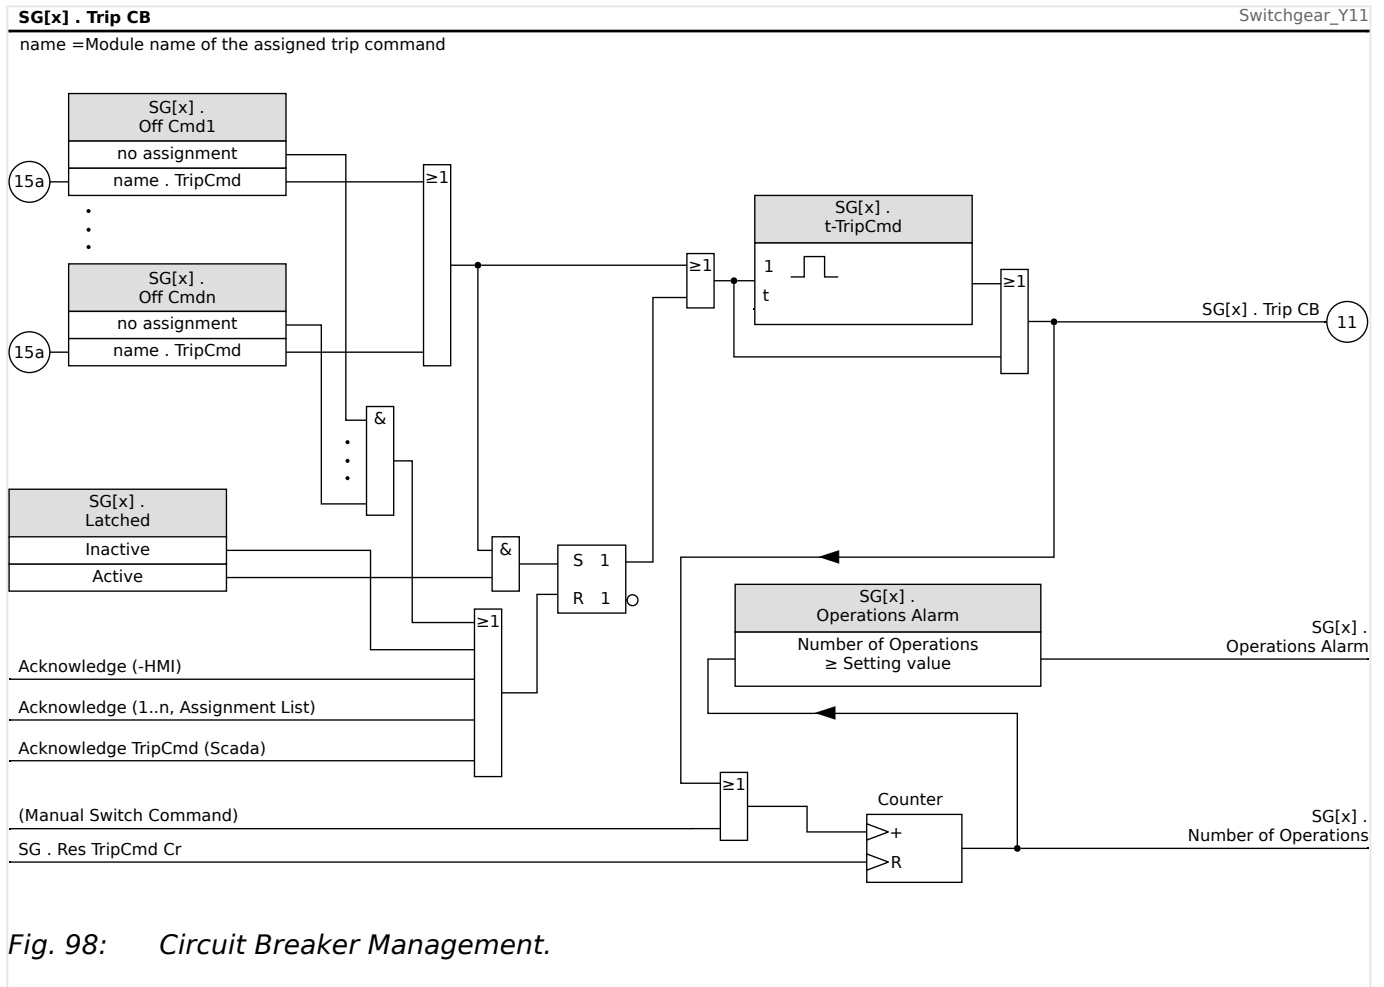 SG[x] . Trip CB
Switchgear_Y11
name =Module name of the assigned trip command
SG[x] .
Off Cmd1
no assignment
15a
name . TripCmd
SG[x] .
Off Cmdn
no assignment
15a
name . TripCmd
≥1
≥1
SG[x] .
t-TripCmd
1
t
≥1
SG[x] . Trip CB
11
&
SG[x] .
Latched
Inactive
Active
&
S 1
R 1
≥1
Acknowledge (-HMI)
Acknowledge (1..n, Assignment List)
Acknowledge TripCmd (Scada)
SG[x] .
Operations Alarm
Number of Operations
≥ Setting value
SG[x] .
Operations Alarm
≥1
(Manual Switch Command)
SG . Res TripCmd Cr
Counter
+
R
SG[x] .
Number of Operations
Fig. 98: Circuit Breaker Management.